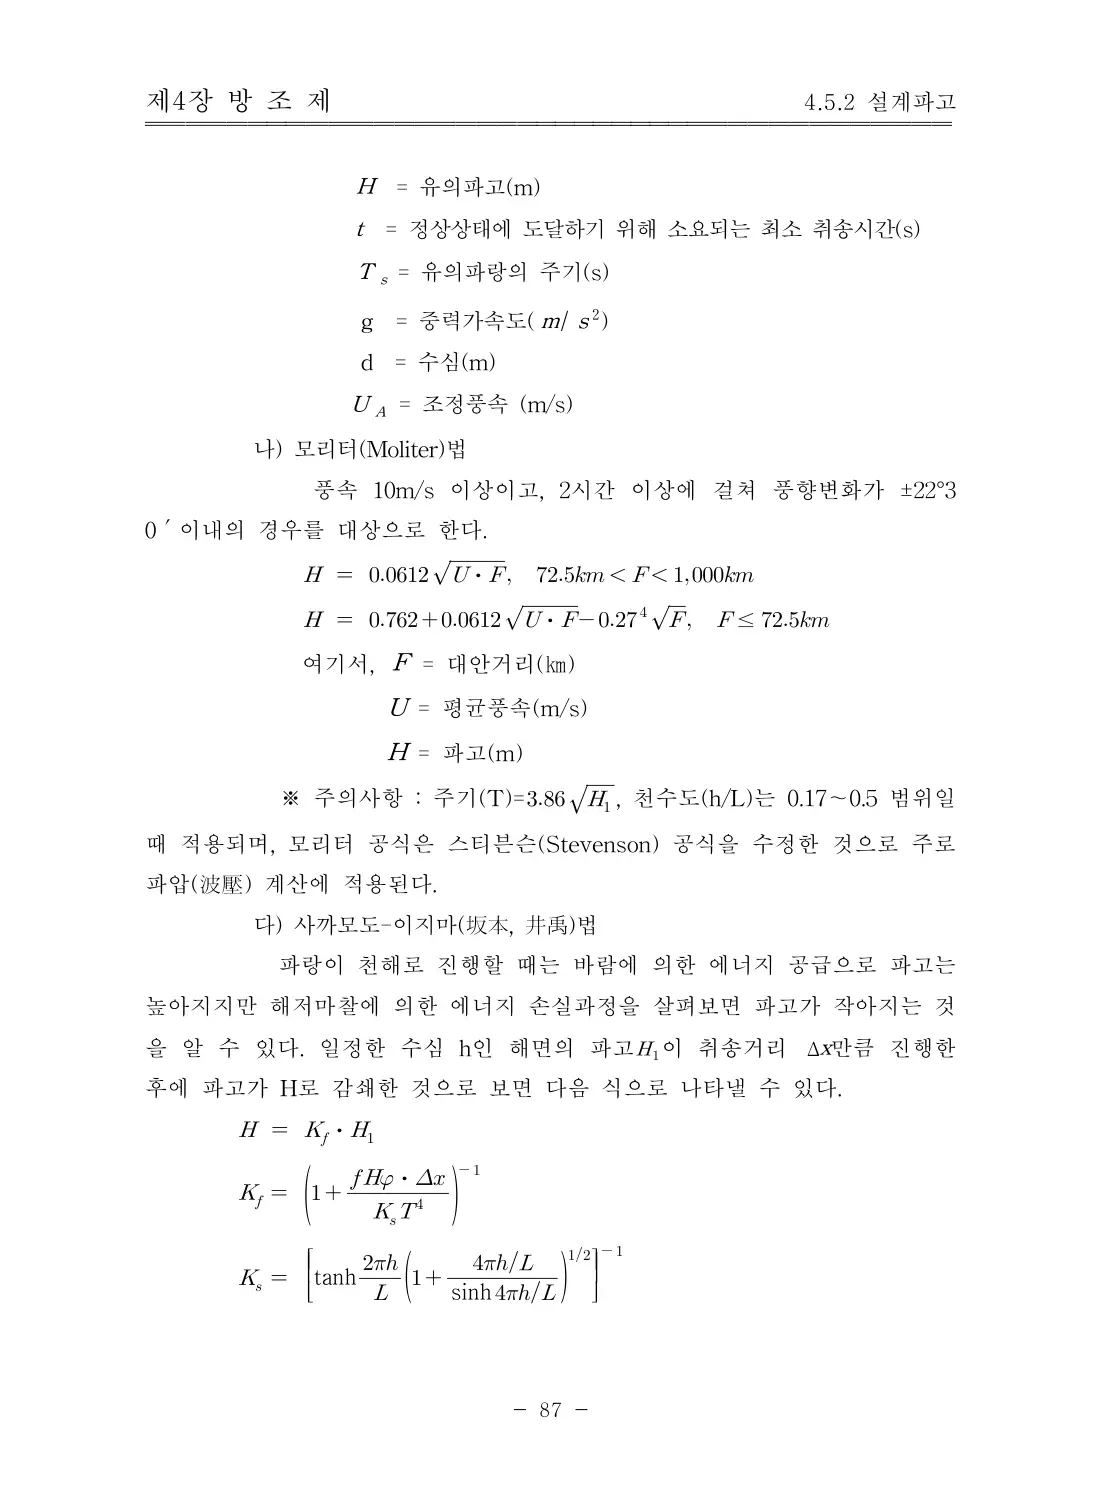 제4장 방 조 제 4.5.2 설계파고
H = 유의파고(m)
t = 정상상태에 도달하기 위해 소요되는 최소 취송시간(s)
T_s = 유의파랑의 주기(s)
g = 중력가속도( m/ s²)
d = 수심(m)
U_A = 조정풍속 (m/s)
나) 모리터(Moliter)법
풍속 10m/s 이상이고, 2시간 이상에 걸쳐 풍향변화가 ±22°3
0′이내의 경우를 대상으로 한다.
H = 0.0612√(U·F), 72.5km < F < 1,000km
H = 0.762+0.0612√(U·F)−0.27 ⁴√F, F ≤ 72.5km
여기서, F = 대안거리(㎞)
U = 평균풍속(m/s)
H = 파고(m)
※ 주의사항 : 주기(T)=3.86√H₁, 천수도(h/L)는 0.17~0.5 범위일
때 적용되며, 모리터 공식은 스티븐슨(Stevenson) 공식을 수정한 것으로 주로
파압(波壓) 계산에 적용된다.
다) 사까모도-이지마(坂本, 井禹)법
파랑이 천해로 진행할 때는 바람에 의한 에너지 공급으로 파고는
높아지지만 해저마찰에 의한 에너지 손실과정을 살펴보면 파고가 작아지는 것
을 알 수 있다. 일정한 수심 h인 해면의 파고H₁이 취송거리 Δx만큼 진행한
후에 파고가 H로 감쇄한 것으로 보면 다음 식으로 나타낼 수 있다.
H = K_f · H₁
K_f = (1+ fHφ·Δx / K_s T⁴)⁻¹
K_s = [tanh 2πh/L (1+ 4πh/L / sinh 4πh/L)^1/2]⁻¹
- 87 -